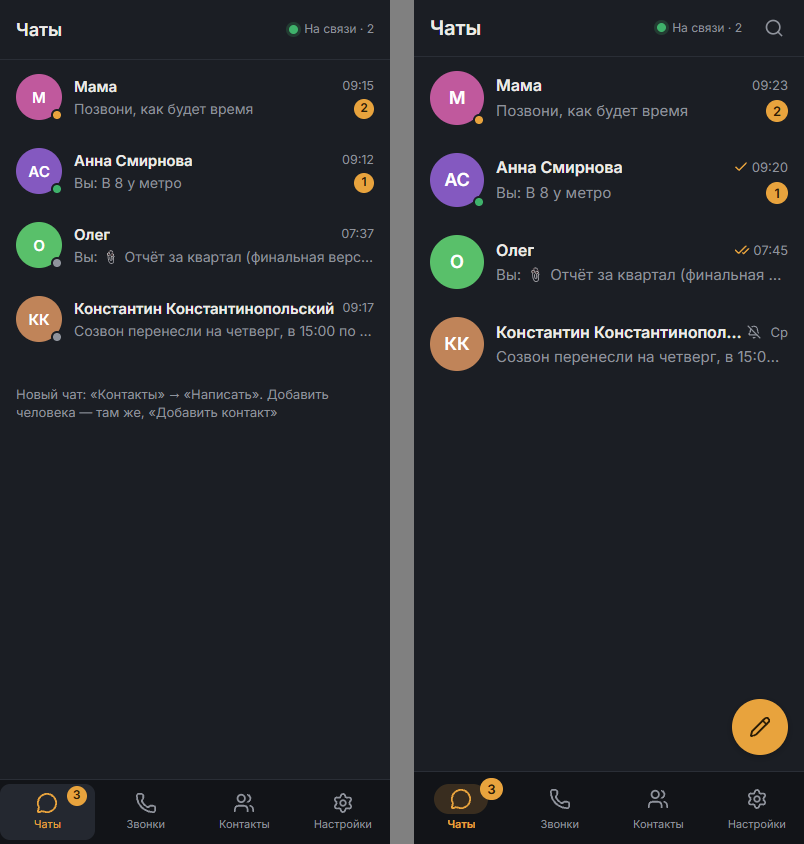 Чаты
На связи · 2
М
Мама
09:15
Позвони, как будет время
2
АС
Анна Смирнова
09:12
Вы: В 8 у метро
1
О
Олег
07:37
Вы: Отчёт за квартал (финальная верс...
КК
Константин Константинопольский
09:17
Созвон перенесли на четверг, в 15:00 по ...
Новый чат: «Контакты» → «Написать». Добавить
человека — там же, «Добавить контакт»
3
Чаты
Звонки
Контакты
Настройки
Чаты
На связи · 2
М
Мама
09:23
Позвони, как будет время
2
АС
Анна Смирнова
09:20
Вы: В 8 у метро
1
О
Олег
07:45
Вы: Отчёт за квартал (финальная ...
КК
Константин Константинопол...
Ср
Созвон перенесли на четверг, в 15:0...
3
Чаты
Звонки
Контакты
Настройки